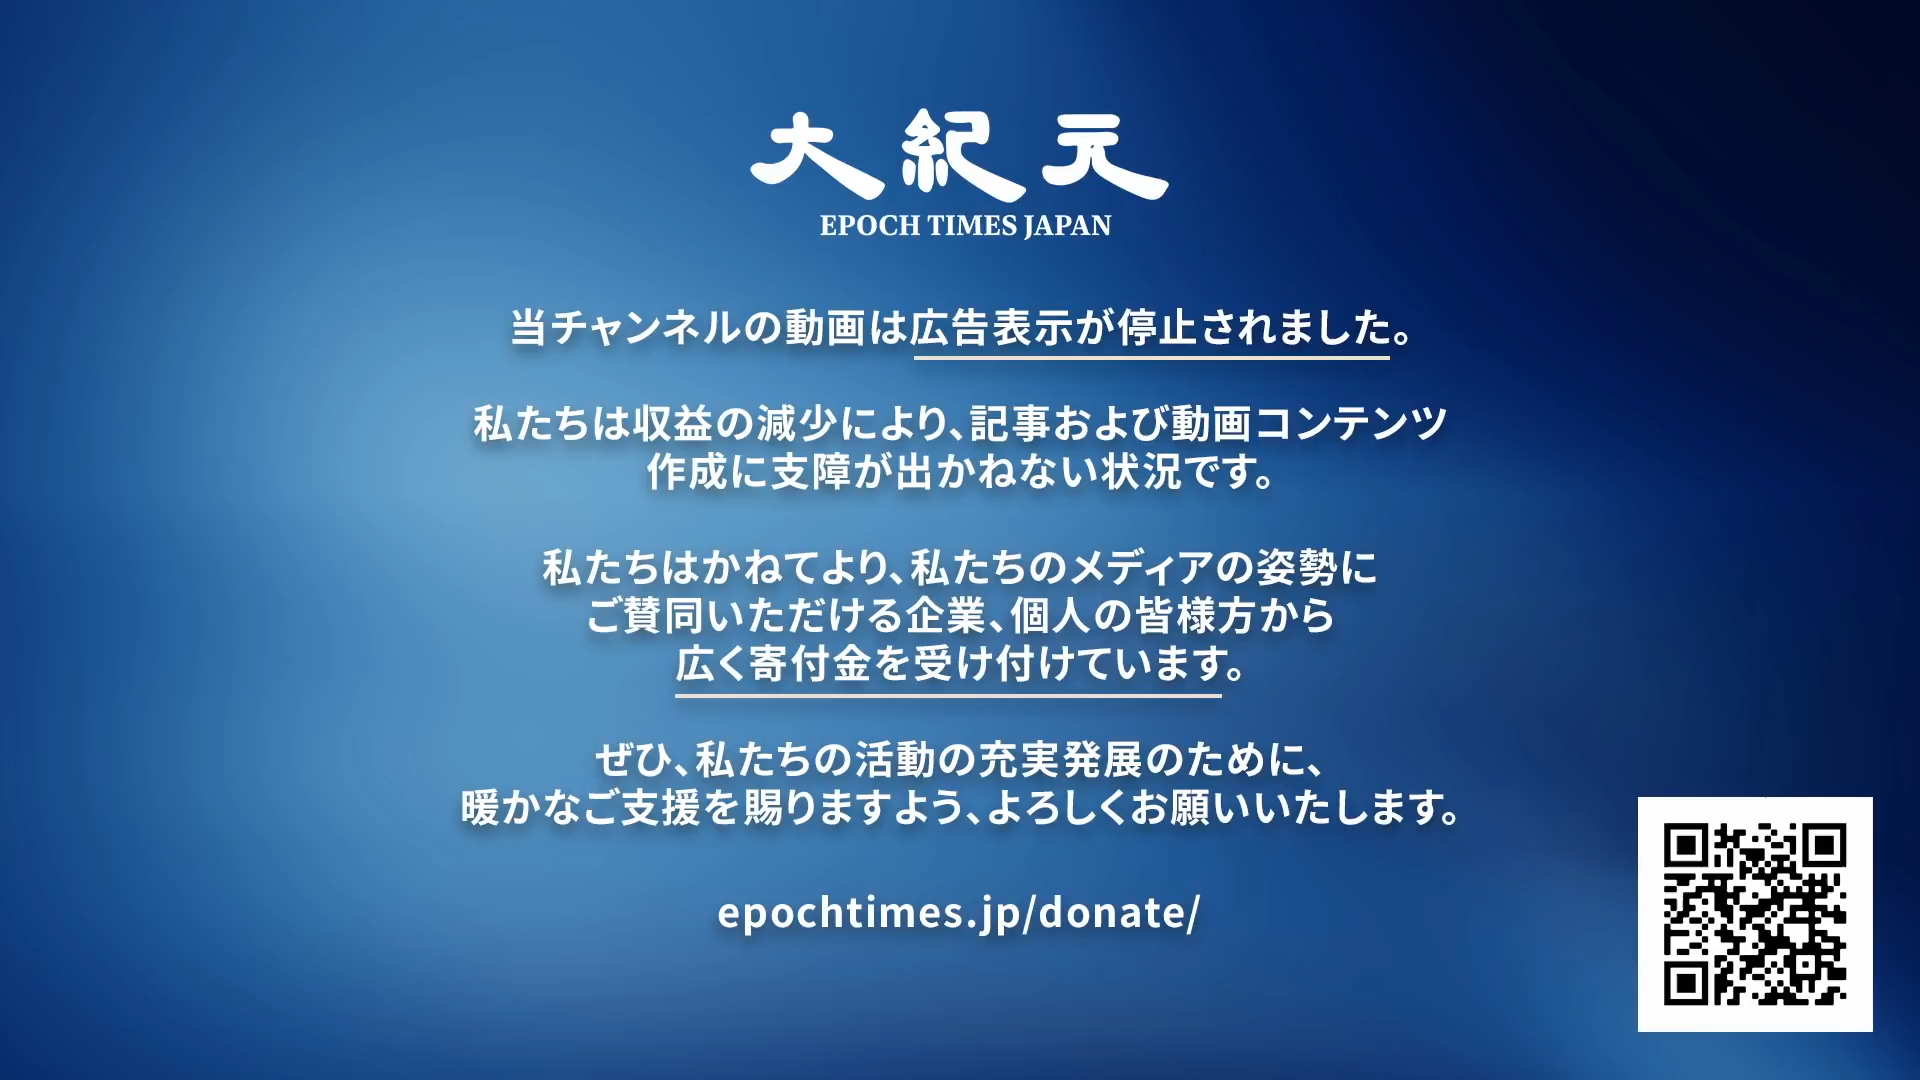 大紀元
EPOCH TIMES JAPAN
当チャンネルの動画は広告表示が停止されました。
私たちは収益の減少により、記事および動画コンテンツ
作成に支障が出かねない状況です。
私たちはかねてより、私たちのメディアの姿勢に
ご賛同いただける企業、個人の皆様方から
広く寄付金を受け付けています。
ぜひ、私たちの活動の充実発展のために、
暖かなご支援を賜りますよう、よろしくお願いいたします。
epochtimes.jp/donate/